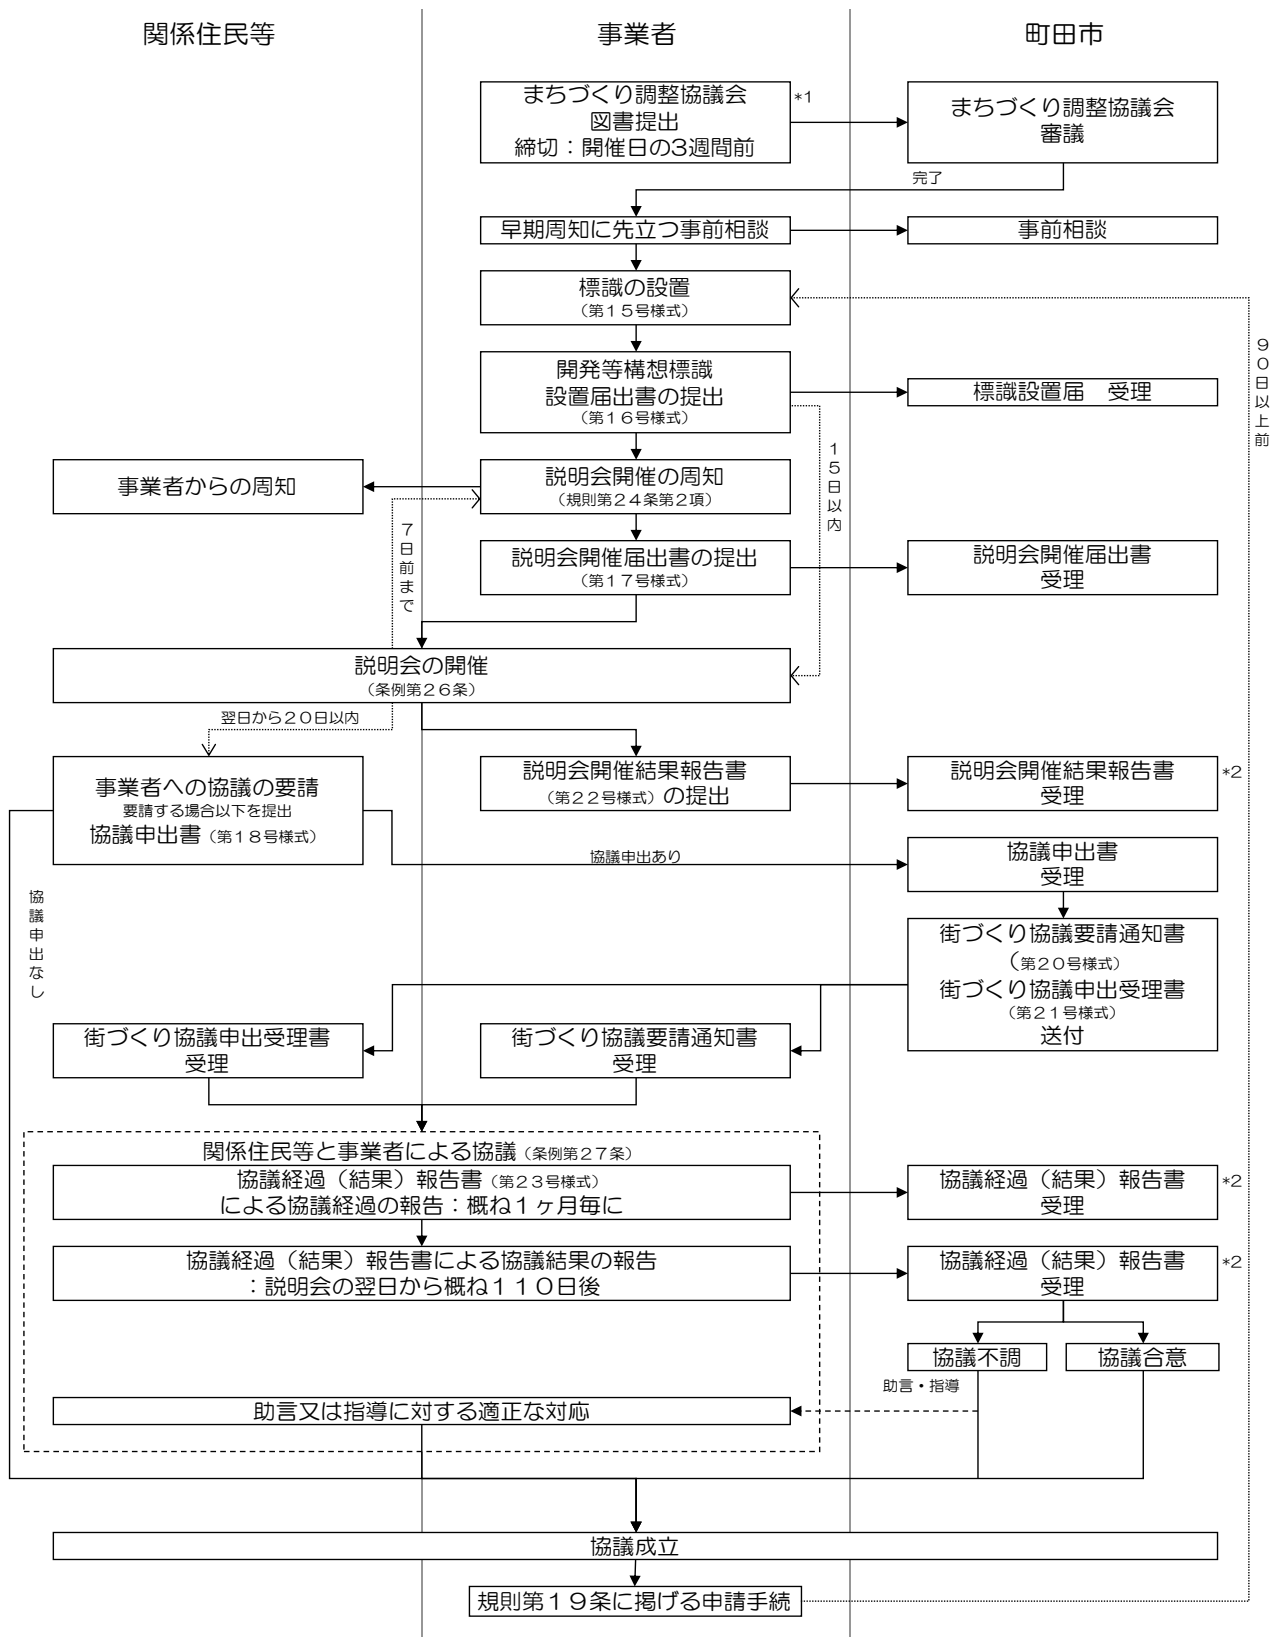 関係住民等
事業者
町田市
まちづくり調整協議会
図書提出
締切：開催日の3週間前
*1
まちづくり調整協議会
審議
完了
早期周知に先立つ事前相談
事前相談
標識の設置
（第１５号様式）
９０日以上前
開発等構想標識
設置届出書の提出
（第１６号様式）
標識設置届　受理
１５日以内
事業者からの周知
説明会開催の周知
（規則第２４条第２項）
７日前まで
説明会開催届出書の提出
（第１７号様式）
説明会開催届出書
受理
説明会の開催
（条例第２６条）
翌日から２０日以内
事業者への協議の要請
要請する場合以下を提出
協議申出書（第１８号様式）
説明会開催結果報告書
（第２２号様式）の提出
説明会開催結果報告書
受理
*2
協議申出あり
協議申出書
受理
協議申出なし
街づくり協議要請通知書
（第２０号様式）
街づくり協議申出受理書
（第２１号様式）
送付
街づくり協議申出受理書
受理
街づくり協議要請通知書
受理
関係住民等と事業者による協議（条例第２７条）
協議経過（結果）報告書（第２３号様式）
による協議経過の報告：概ね１ヶ月毎に
協議経過（結果）報告書
受理
*2
協議経過（結果）報告書による協議結果の報告
：説明会の翌日から概ね１１０日後
協議経過（結果）報告書
受理
*2
協議不調
協議合意
助言・指導
助言又は指導に対する適正な対応
協議成立
規則第１９条に掲げる申請手続